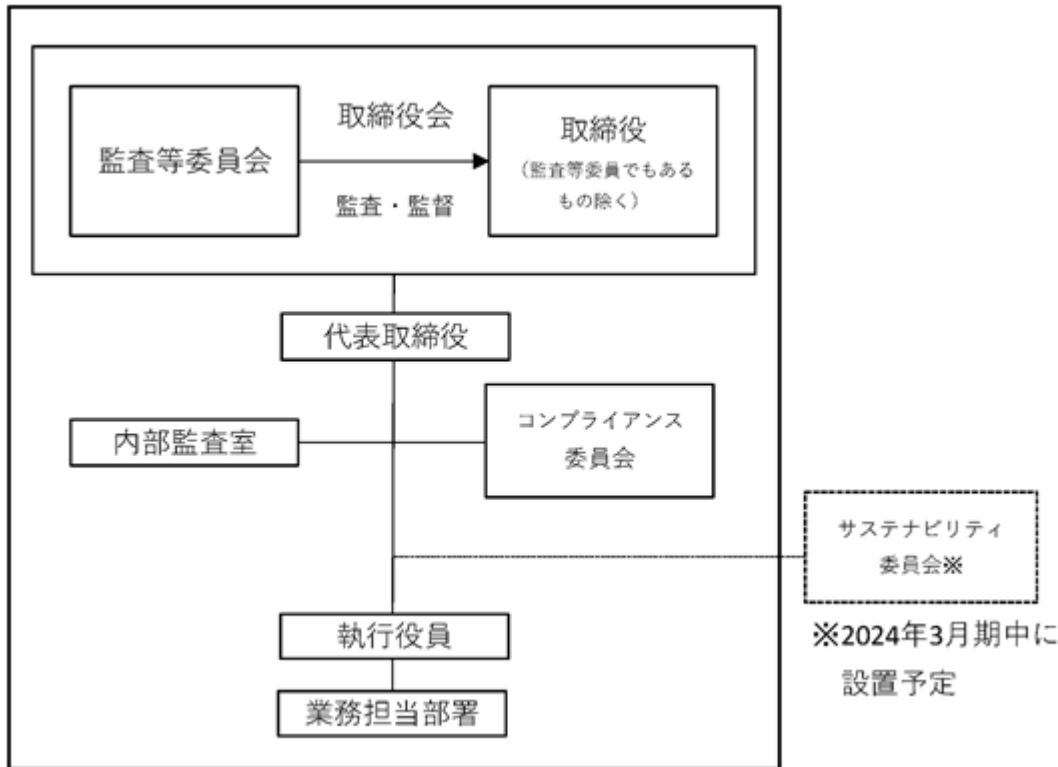 監査等委員会
取締役会
監査・監督
取締役
（監査等委員でもある
もの除く）
代表取締役
内部監査室
コンプライアンス
委員会
サステナビリティ
委員会※
※2024年3月期中に
設置予定
執行役員
業務担当部署